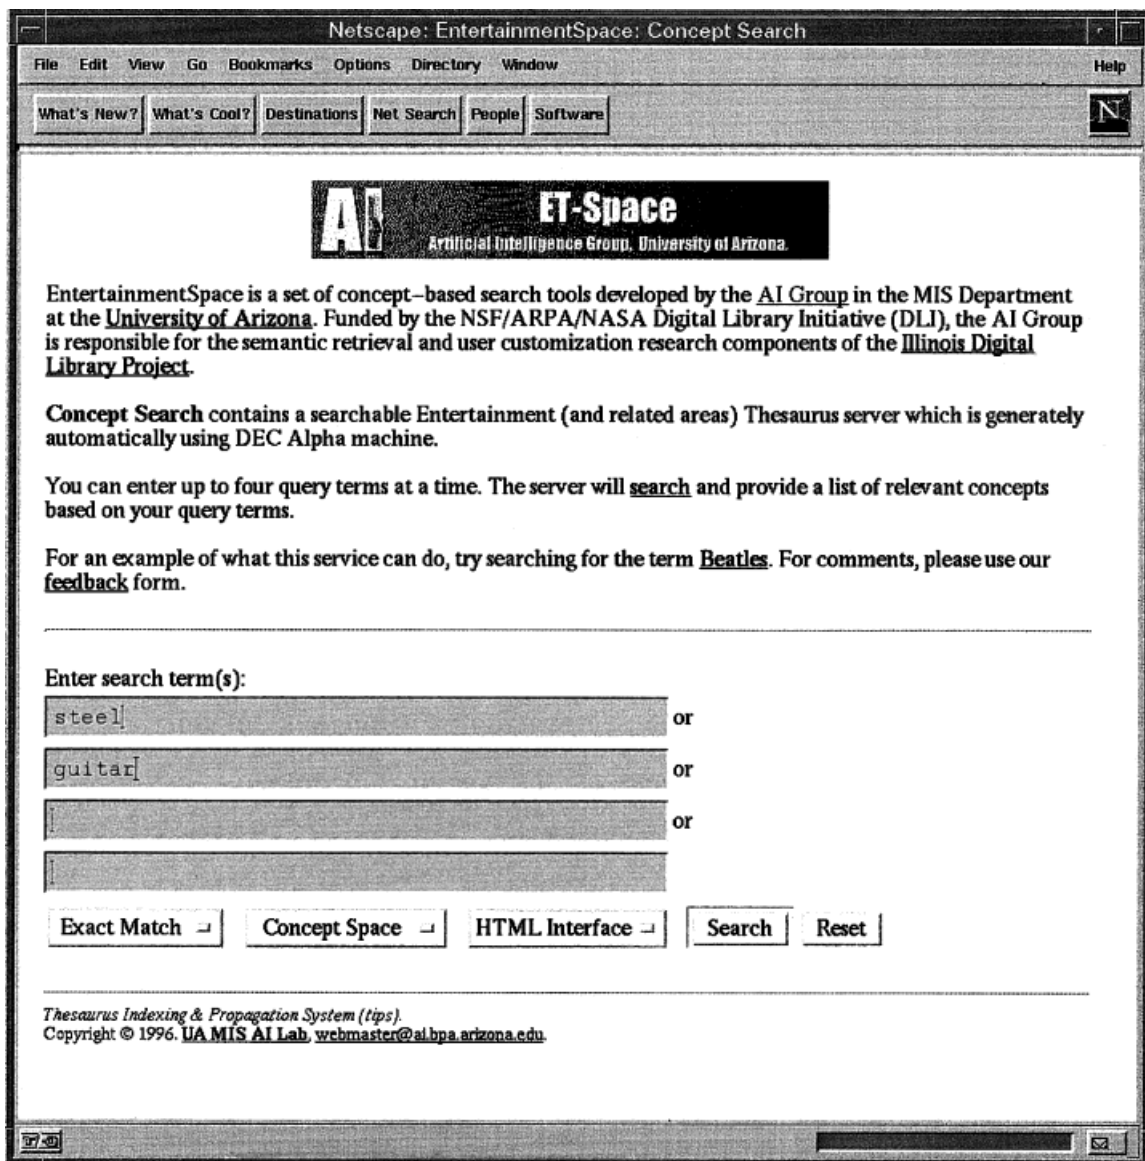 Netscape: EntertainmentSpace: Concept Search
File Edit View Go Bookmarks Options Directory Window Help
What's New? What's Cool? Destinations Net Search People Software
N
AI ET-Space
Artificial Intelligence Group, University of Arizona.
EntertainmentSpace is a set of concept-based search tools developed by the AI Group in the MIS Department
at the University of Arizona. Funded by the NSF/ARPA/NASA Digital Library Initiative (DLI), the AI Group
is responsible for the semantic retrieval and user customization research components of the Illinois Digital
Library Project.
Concept Search contains a searchable Entertainment (and related areas) Thesaurus server which is generately
automatically using DEC Alpha machine.
You can enter up to four query terms at a time. The server will search and provide a list of relevant concepts
based on your query terms.
For an example of what this service can do, try searching for the term Beatles. For comments, please use our
feedback form.
Enter search term(s):
steel or
guitar or
or
Exact Match Concept Space HTML Interface Search Reset
Thesaurus Indexing & Propagation System (tips).
Copyright © 1996. UA MIS AI Lab, webmaster@ai.bpa.arizona.edu.